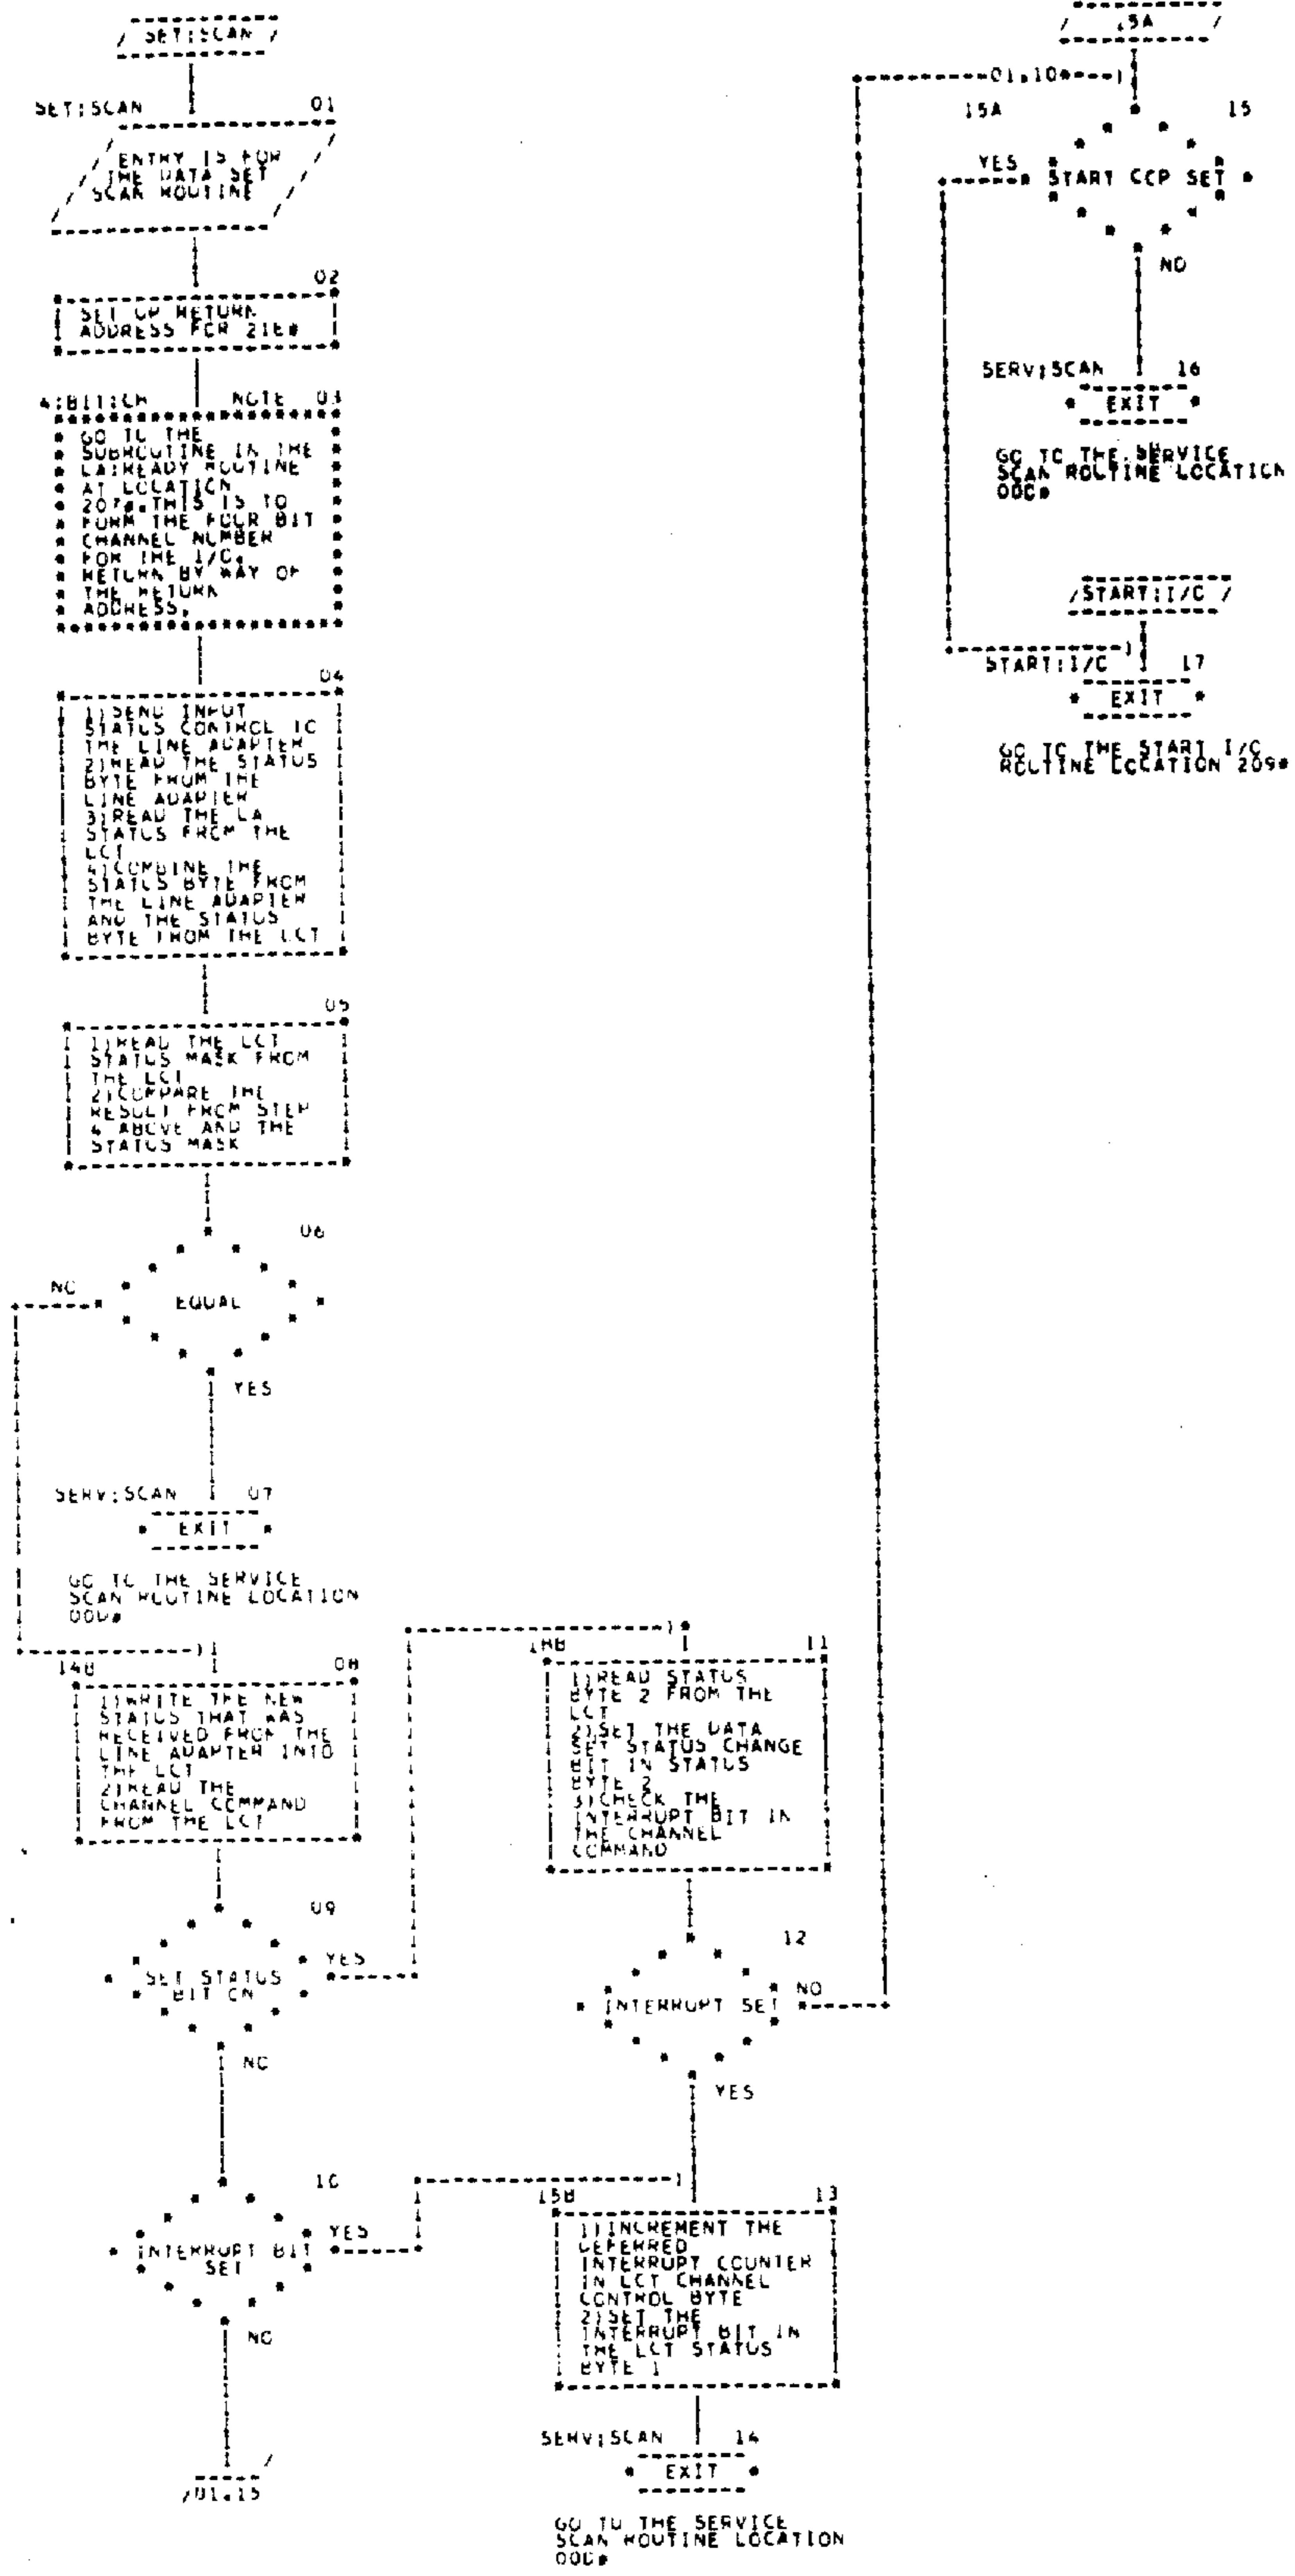 / SET:SCAN /
SET:SCAN 01
ENTRY IS FOR
THE DATA SET
SCAN ROUTINE
02
SET UP RETURN
ADDRESS FOR 21E#
4:BIT:CH NOTE 03
GO TO THE
SUBROUTINE IN THE
LA:READY ROUTINE
AT LOCATION
207#.THIS IS TO
FORM THE FOUR BIT
CHANNEL NUMBER
FOR THE I/O.
RETURN BY WAY OF
THE RETURN
ADDRESS.
04
1)SEND INPUT
STATUS CONTROL TO
THE LINE ADAPTER
2)READ THE STATUS
BYTE FROM THE
LINE ADAPTER
3)READ THE LA
STATUS FROM THE
LCT
4)COMBINE THE
STATUS BYTE FROM
THE LINE ADAPTER
AND THE STATUS
BYTE FROM THE LCT
05
1)READ THE LCT
STATUS MASK FROM
THE LCT
2)COMPARE THE
RESULT FROM STEP
4 ABOVE AND THE
STATUS MASK
06
NO
EQUAL
YES
SERV:SCAN 07
EXIT
GO TO THE SERVICE
SCAN ROUTINE LOCATION
00D#
14B 08
1)WRITE THE NEW
STATUS THAT WAS
RECEIVED FROM THE
LINE ADAPTER INTO
THE LCT
2)READ THE
CHANNEL COMMAND
FROM THE LCT
09
YES
SET STATUS
BIT ON
NO
10
YES
INTERRUPT BIT
SET
NO
/01.15/
11
1)READ STATUS
BYTE 2 FROM THE
LCT
2)SET THE DATA
SET STATUS CHANGE
BIT IN STATUS
BYTE 2
3)CHECK THE
INTERRUPT BIT IN
THE CHANNEL
COMMAND
12
NO
INTERRUPT SET
YES
15B 13
1)INCREMENT THE
DEFERRED
INTERRUPT COUNTER
IN LCT CHANNEL
CONTROL BYTE
2)SET THE
INTERRUPT BIT IN
THE LCT STATUS
BYTE 1
SERV:SCAN 14
EXIT
GO TO THE SERVICE
SCAN ROUTINE LOCATION
00D#
/ .15A /
01.10
15A 15
YES
START CCP SET
NO
SERV:SCAN 16
EXIT
GO TO THE SERVICE
SCAN ROUTINE LOCATION
00D#
/START:I/O /
START:I/O 17
EXIT
GO TO THE START I/O
ROUTINE LOCATION 209#